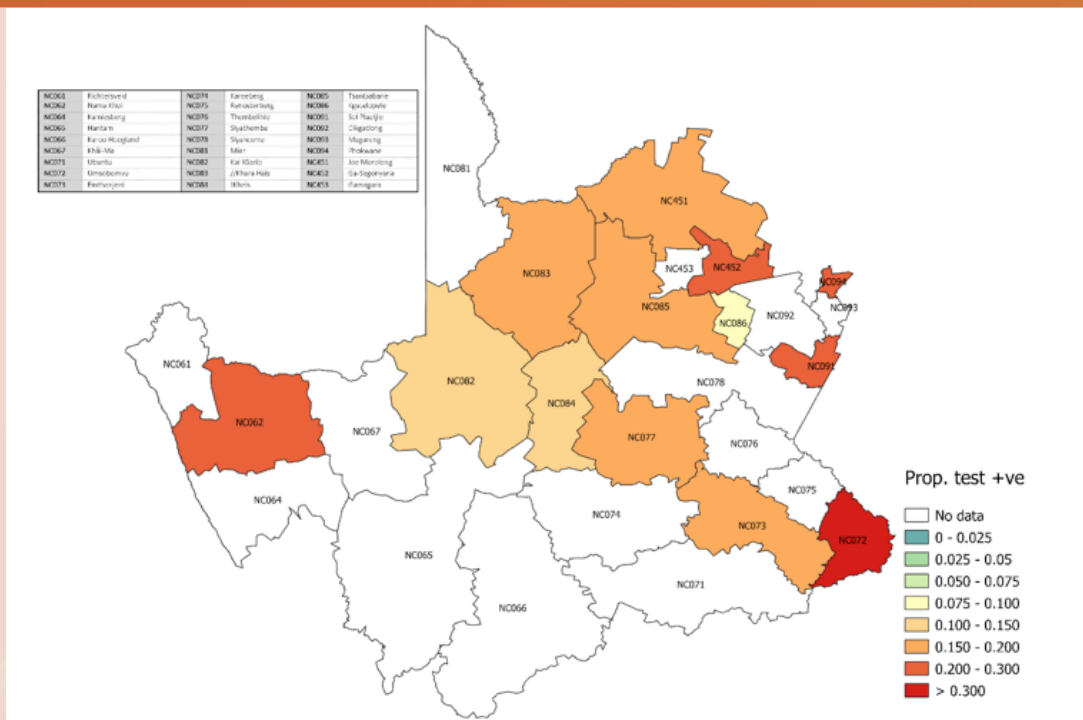 NC061 Richtersveld NC074 Kareeberg NC085 Tsantsabane
NC062 Nama Khoi NC075 Renosterberg NC086 Kgatelopele
NC064 Kamiesberg NC076 Thembelihle NC091 Sol Plaatjie
NC065 Hantam NC077 Siyathemba NC092 Dikgatlong
NC066 Karoo Hoogland NC078 Siyancuma NC093 Magareng
NC067 Khâi-Ma NC081 Mier NC094 Phokwane
NC071 Ubuntu NC082 Kai !Garib NC451 Joe Morolong
NC072 Umsobomvu NC083 //Khara Hais NC452 Ga-Segonyana
NC073 Emthanjeni NC084 !Kheis NC453 Gamagara
NC081
NC451
NC453
NC452
NC083
NC094
NC093
NC085
NC086
NC092
NC061
NC091
NC082
NC078
NC084
NC062
NC067
NC077
NC076
NC064
NC075
NC074
NC073
NC072
NC065
NC071
NC066
Prop. test +ve
No data
0 - 0.025
0.025 - 0.05
0.050 - 0.075
0.075 - 0.100
0.100 - 0.150
0.150 - 0.200
0.200 - 0.300
> 0.300